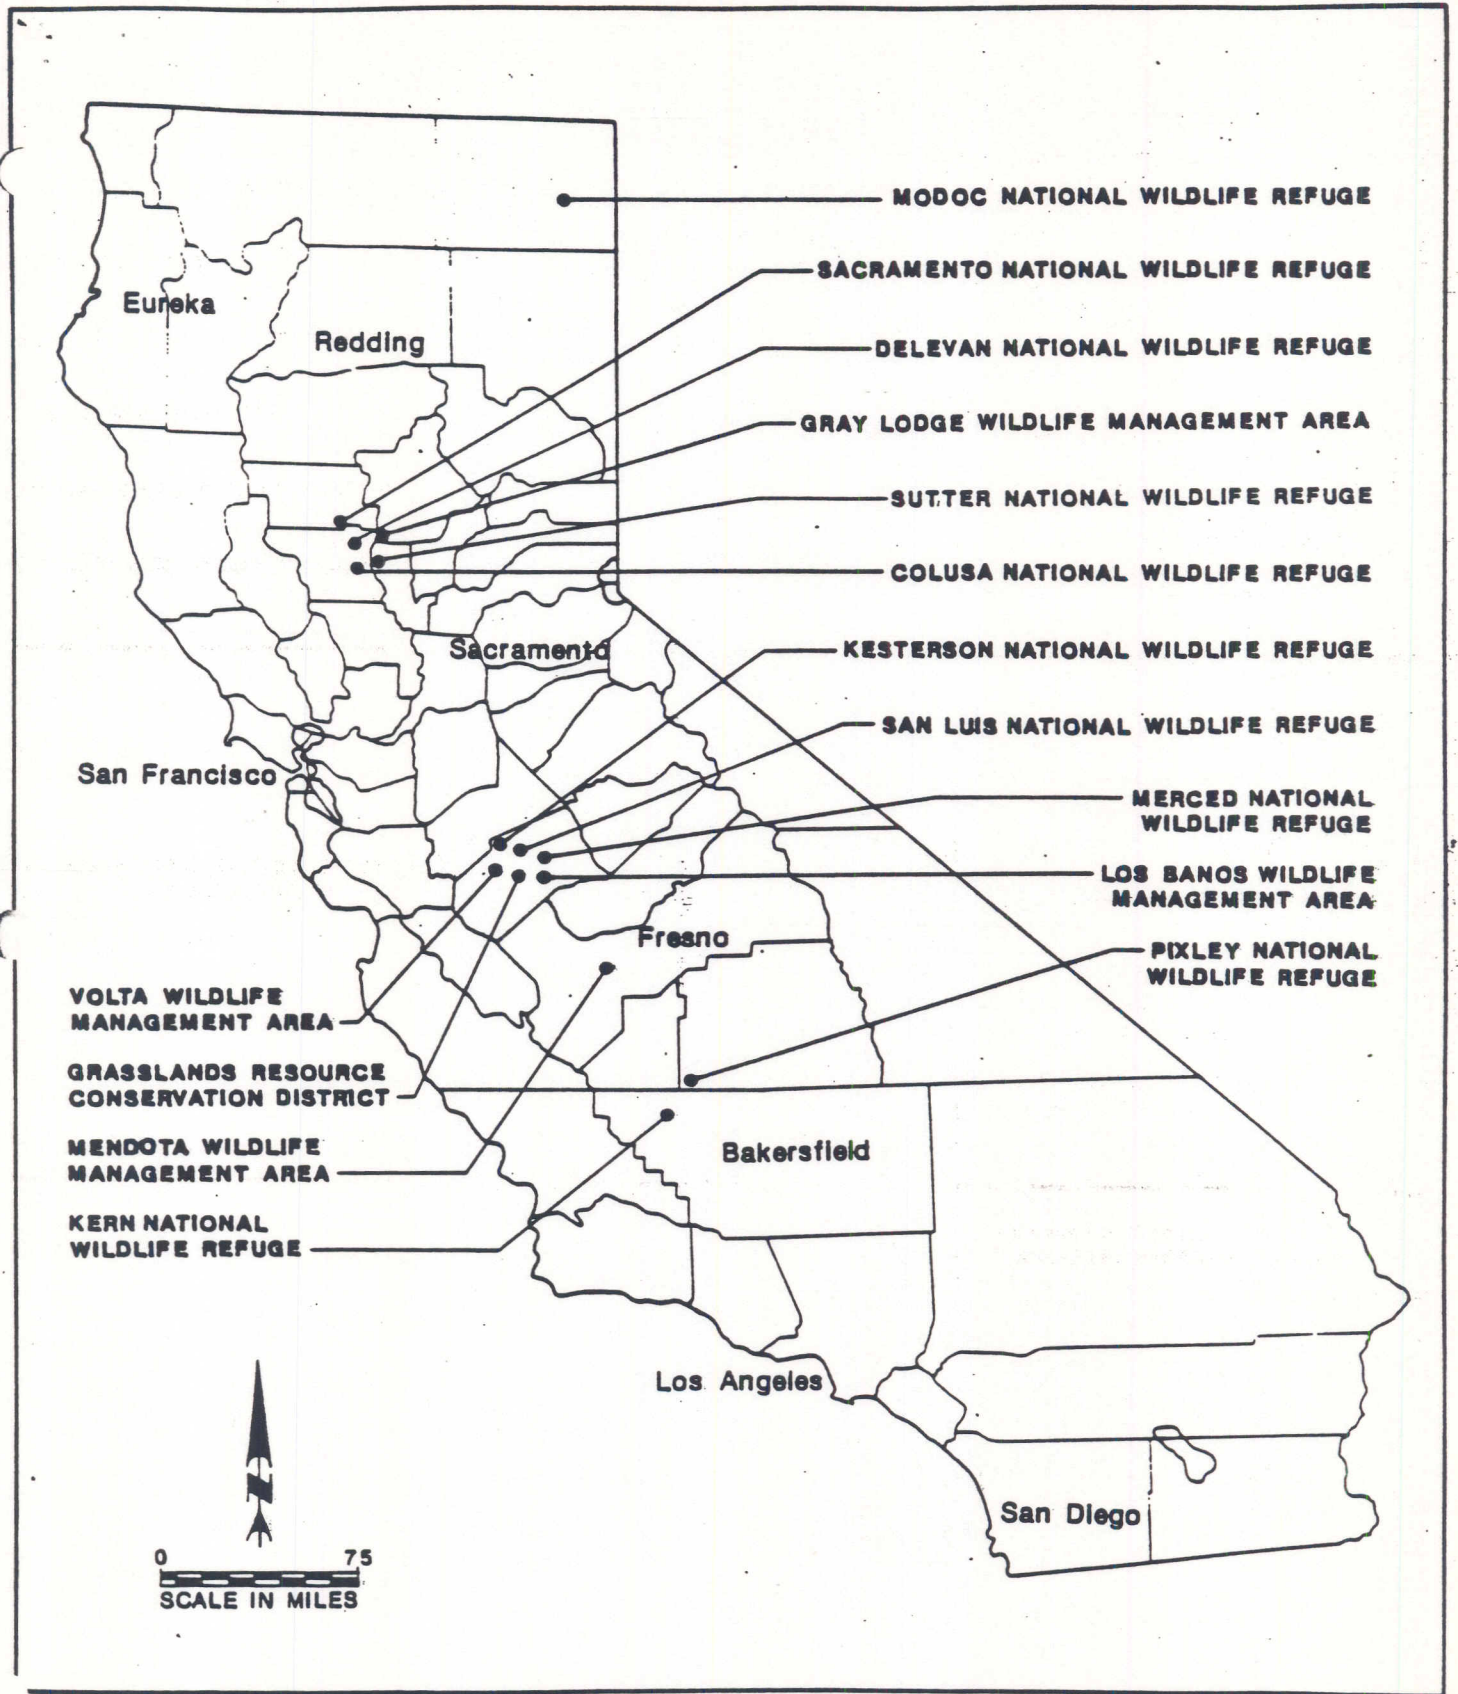 MODOC NATIONAL WILDLIFE REFUGE
SACRAMENTO NATIONAL WILDLIFE REFUGE
Eureka
Redding
DELEVAN NATIONAL WILDLIFE REFUGE
GRAY LODGE WILDLIFE MANAGEMENT AREA
SUTTER NATIONAL WILDLIFE REFUGE
COLUSA NATIONAL WILDLIFE REFUGE
Sacramento
KESTERSON NATIONAL WILDLIFE REFUGE
SAN LUIS NATIONAL WILDLIFE REFUGE
San Francisco
MERCED NATIONAL
WILDLIFE REFUGE
LOS BANOS WILDLIFE
MANAGEMENT AREA
Fresno
PIXLEY NATIONAL
WILDLIFE REFUGE
VOLTA WILDLIFE
MANAGEMENT AREA
GRASSLANDS RESOURCE
CONSERVATION DISTRICT
MENDOTA WILDLIFE
MANAGEMENT AREA
Bakersfield
KERN NATIONAL
WILDLIFE REFUGE
Los Angeles
N
San Diego
0 75
SCALE IN MILES